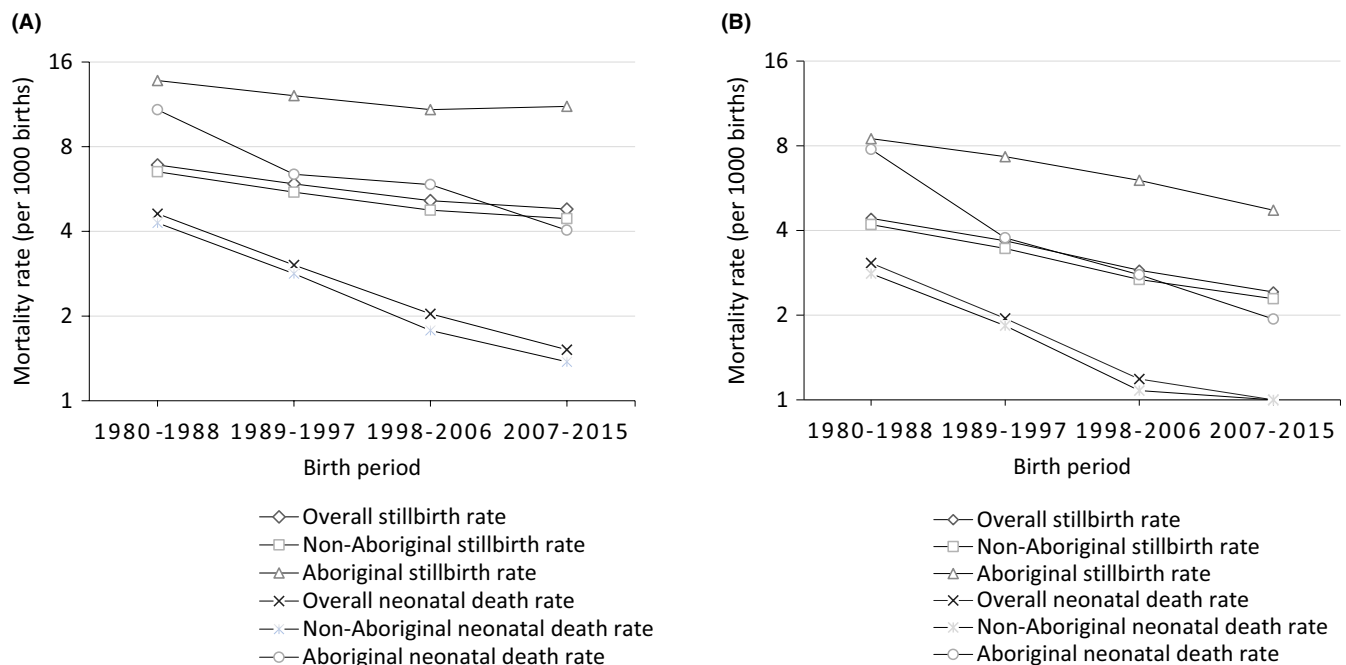 (A)
Mortality rate (per 1000 births)
16
8
4
2
1
1980-1988 1989-1997 1998-2006 2007-2015
Birth period
Overall stillbirth rate
Non-Aboriginal stillbirth rate
Aboriginal stillbirth rate
Overall neonatal death rate
Non-Aboriginal neonatal death rate
Aboriginal neonatal death rate
(B)
Mortality rate (per 1000 births)
16
8
4
2
1
1980-1988 1989-1997 1998-2006 2007-2015
Birth period
Overall stillbirth rate
Non-Aboriginal stillbirth rate
Aboriginal stillbirth rate
Overall neonatal death rate
Non-Aboriginal neonatal death rate
Aboriginal neonatal death rate